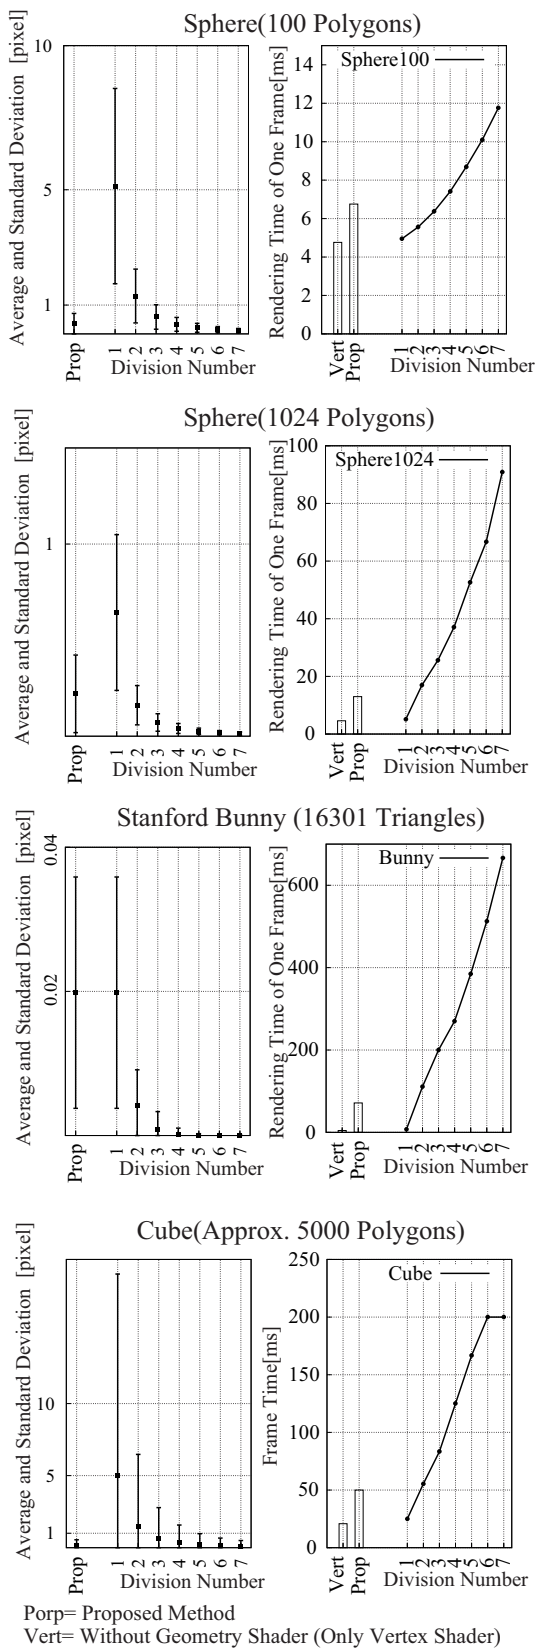 Sphere(100 Polygons)
Average and Standard Deviation [pixel]
10
5
1
Prop
1
2
3
4
5
6
7
Division Number
Rendering Time of One Frame[ms]
14
12
10
8
6
4
2
0
Sphere100
Vert
Prop
1
2
3
4
5
6
7
Division Number
Sphere(1024 Polygons)
Average and Standard Deviation [pixel]
1
Prop
1
2
3
4
5
6
7
Division Number
Rendering Time of One Frame[ms]
100
80
60
40
20
0
Sphere1024
Vert
Prop
1
2
3
4
5
6
7
Division Number
Stanford Bunny (16301 Triangles)
Average and Standard Deviation [pixel]
0.04
0.02
Prop
1
2
3
4
5
6
7
Division Number
Rendering Time of One Frame[ms]
600
400
200
0
Bunny
Vert
Prop
1
2
3
4
5
6
7
Division Number
Cube(Approx. 5000 Polygons)
Average and Standard Deviation [pixel]
10
5
1
Prop
1
2
3
4
5
6
7
Division Number
Frame Time[ms]
250
200
150
100
50
0
Cube
Vert
Prop
1
2
3
4
5
6
7
Division Number
Porp= Proposed Method
Vert= Without Geometry Shader (Only Vertex Shader)